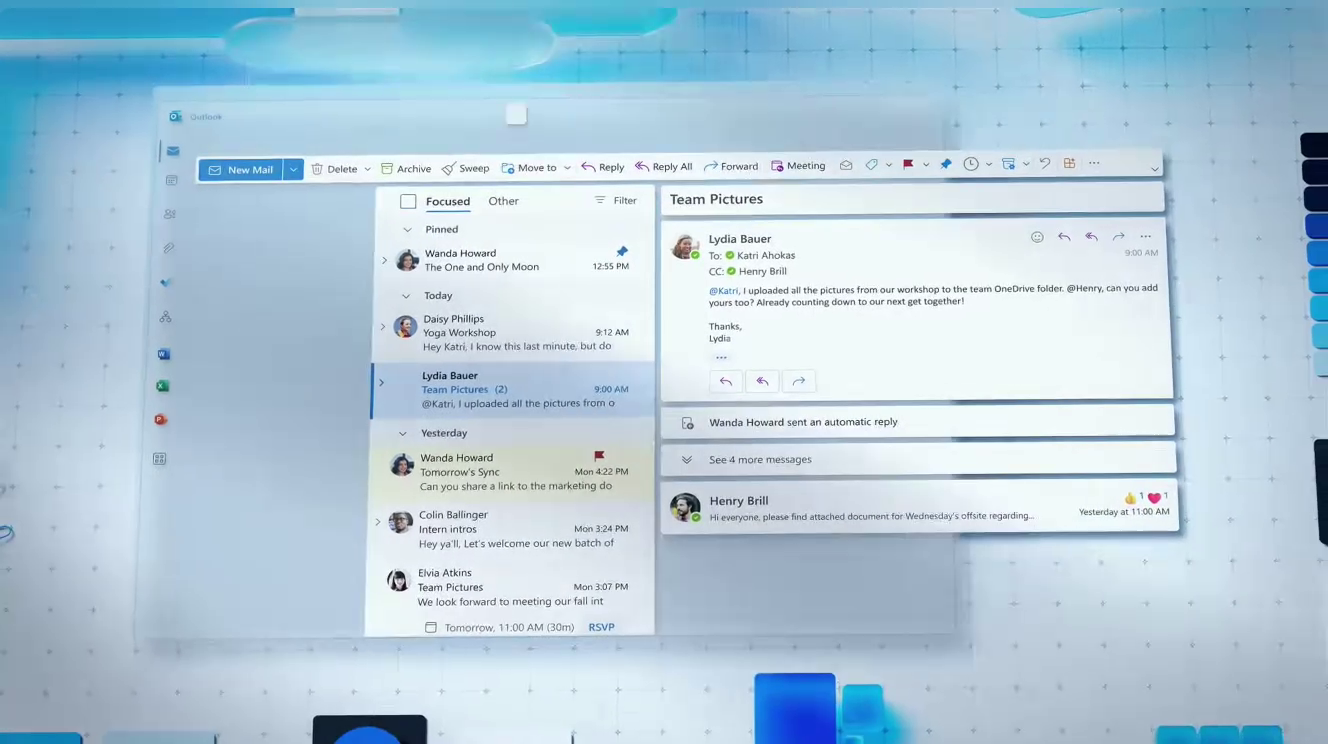 Outlook
New Mail
Delete
Archive
Sweep
Move to
Reply
Reply All
Forward
Meeting
Focused
Other
Filter
Pinned
Wanda Howard
The One and Only Moon
12:55 PM
Today
Daisy Phillips
Yoga Workshop
9:12 AM
Hey Katri, I know this last minute, but do
Lydia Bauer
Team Pictures (2)
9:00 AM
@Katri, I uploaded all the pictures from o
Yesterday
Wanda Howard
Tomorrow's Sync
Mon 4:22 PM
Can you share a link to the marketing do
Colin Ballinger
Intern intros
Mon 3:24 PM
Hey ya'll, Let's welcome our new batch of
Elvia Atkins
Team Pictures
Mon 3:07 PM
We look forward to meeting our fall int
Tomorrow, 11:00 AM (30m)
RSVP
Team Pictures
Lydia Bauer
To: Katri Ahokas
CC: Henry Brill
9:00 AM
@Katri, I uploaded all the pictures from our workshop to the team OneDrive folder. @Henry, can you add
yours too? Already counting down to our next get together!
Thanks,
Lydia
Wanda Howard sent an automatic reply
See 4 more messages
Henry Brill
1
1
Hi everyone, please find attached document for Wednesday's offsite regarding...
Yesterday at 11:00 AM